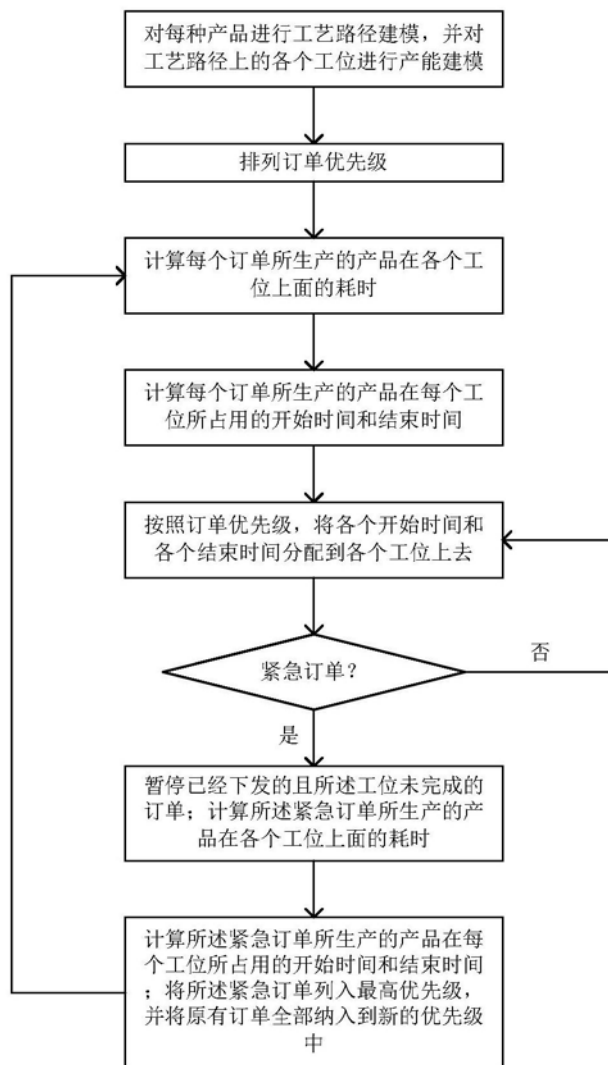 对每种产品进行工艺路径建模，并对
工艺路径上的各个工位进行产能建模
排列订单优先级
计算每个订单所生产的产品在各个工
位上面的耗时
计算每个订单所生产的产品在每个工
位所占用的开始时间和结束时间
按照订单优先级，将各个开始时间和
各个结束时间分配到各个工位上去
紧急订单？
否
是
暂停已经下发的且所述工位未完成的
订单；计算所述紧急订单所生产的产
品在各个工位上面的耗时
计算所述紧急订单所生产的产品在每
个工位所占用的开始时间和结束时间
；将所述紧急订单列入最高优先级，
并将原有订单全部纳入到新的优先级
中